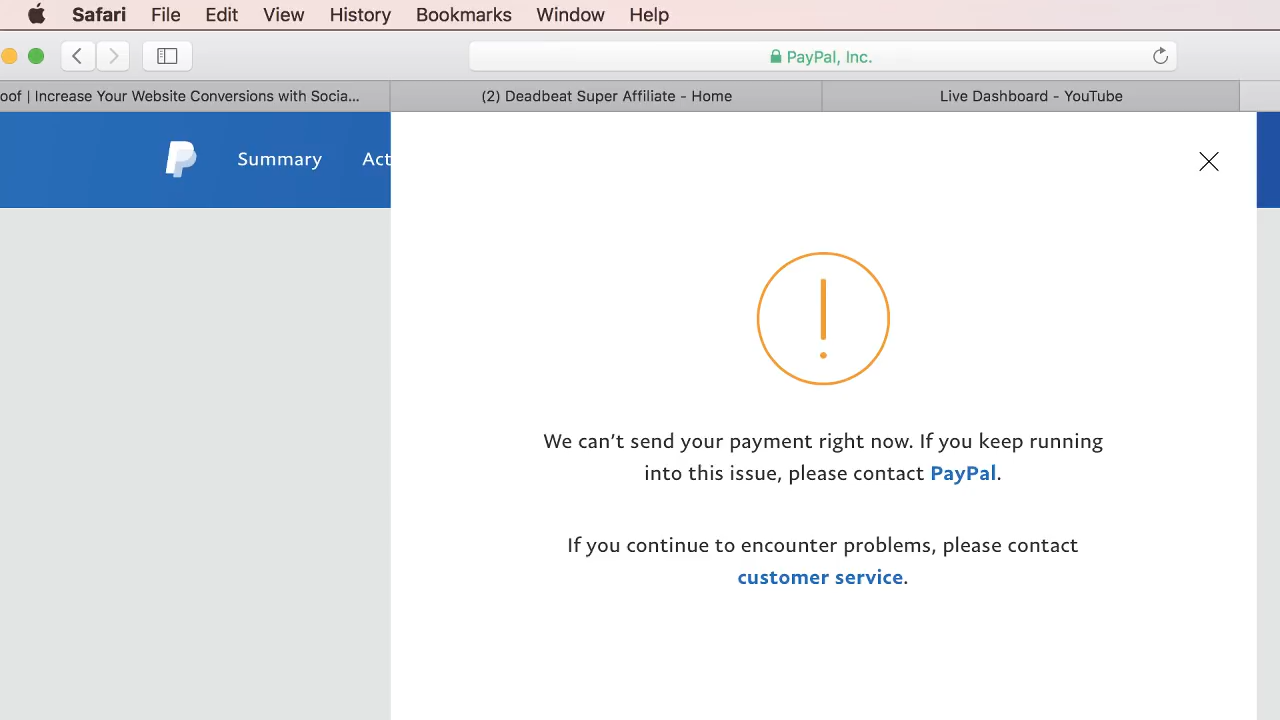 Safari File Edit View History Bookmarks Window Help
PayPal, Inc.
oof | Increase Your Website Conversions with Socia... (2) Deadbeat Super Affiliate - Home Live Dashboard - YouTube
Summary Act
We can't send your payment right now. If you keep running
into this issue, please contact PayPal.
If you continue to encounter problems, please contact
customer service.